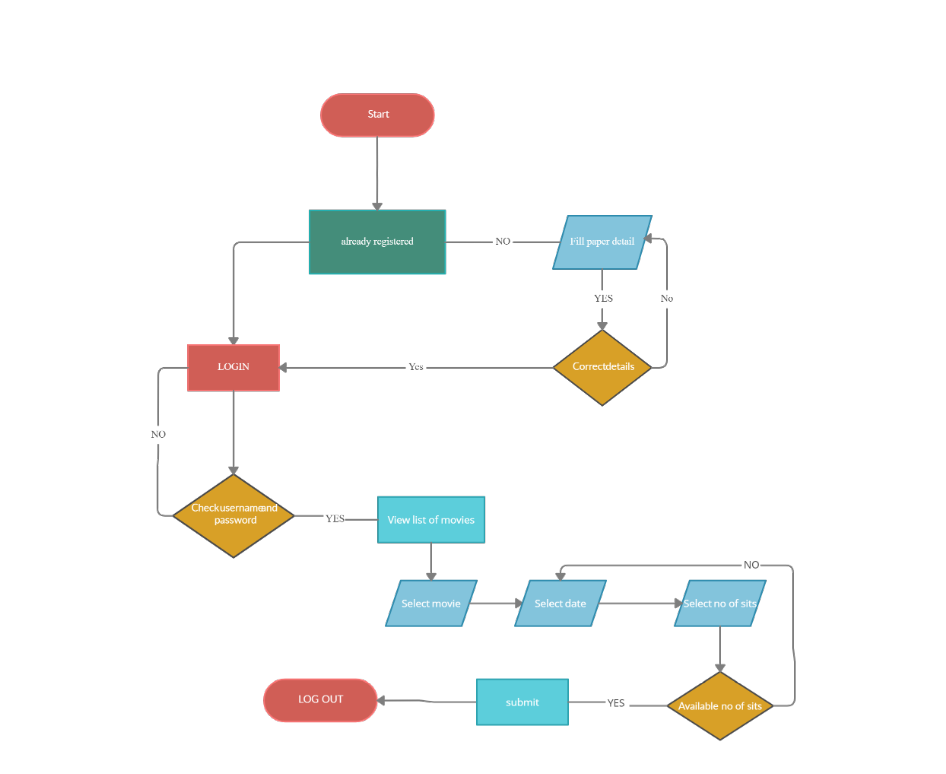 Start
already registered
NO
Fill paper detail
YES
No
LOGIN
Yes
Correctdetails
NO
Checkusernameand
password
YES
View list of movies
NO
Select movie
Select date
Select no of sits
LOG OUT
submit
YES
Available no of sits